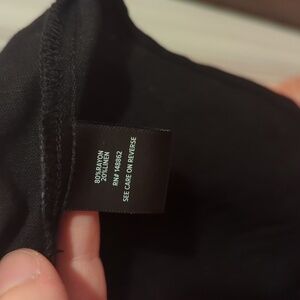 80%RAYON
20%LINEN
RN# 148862
SEE CARE ON REVERSE